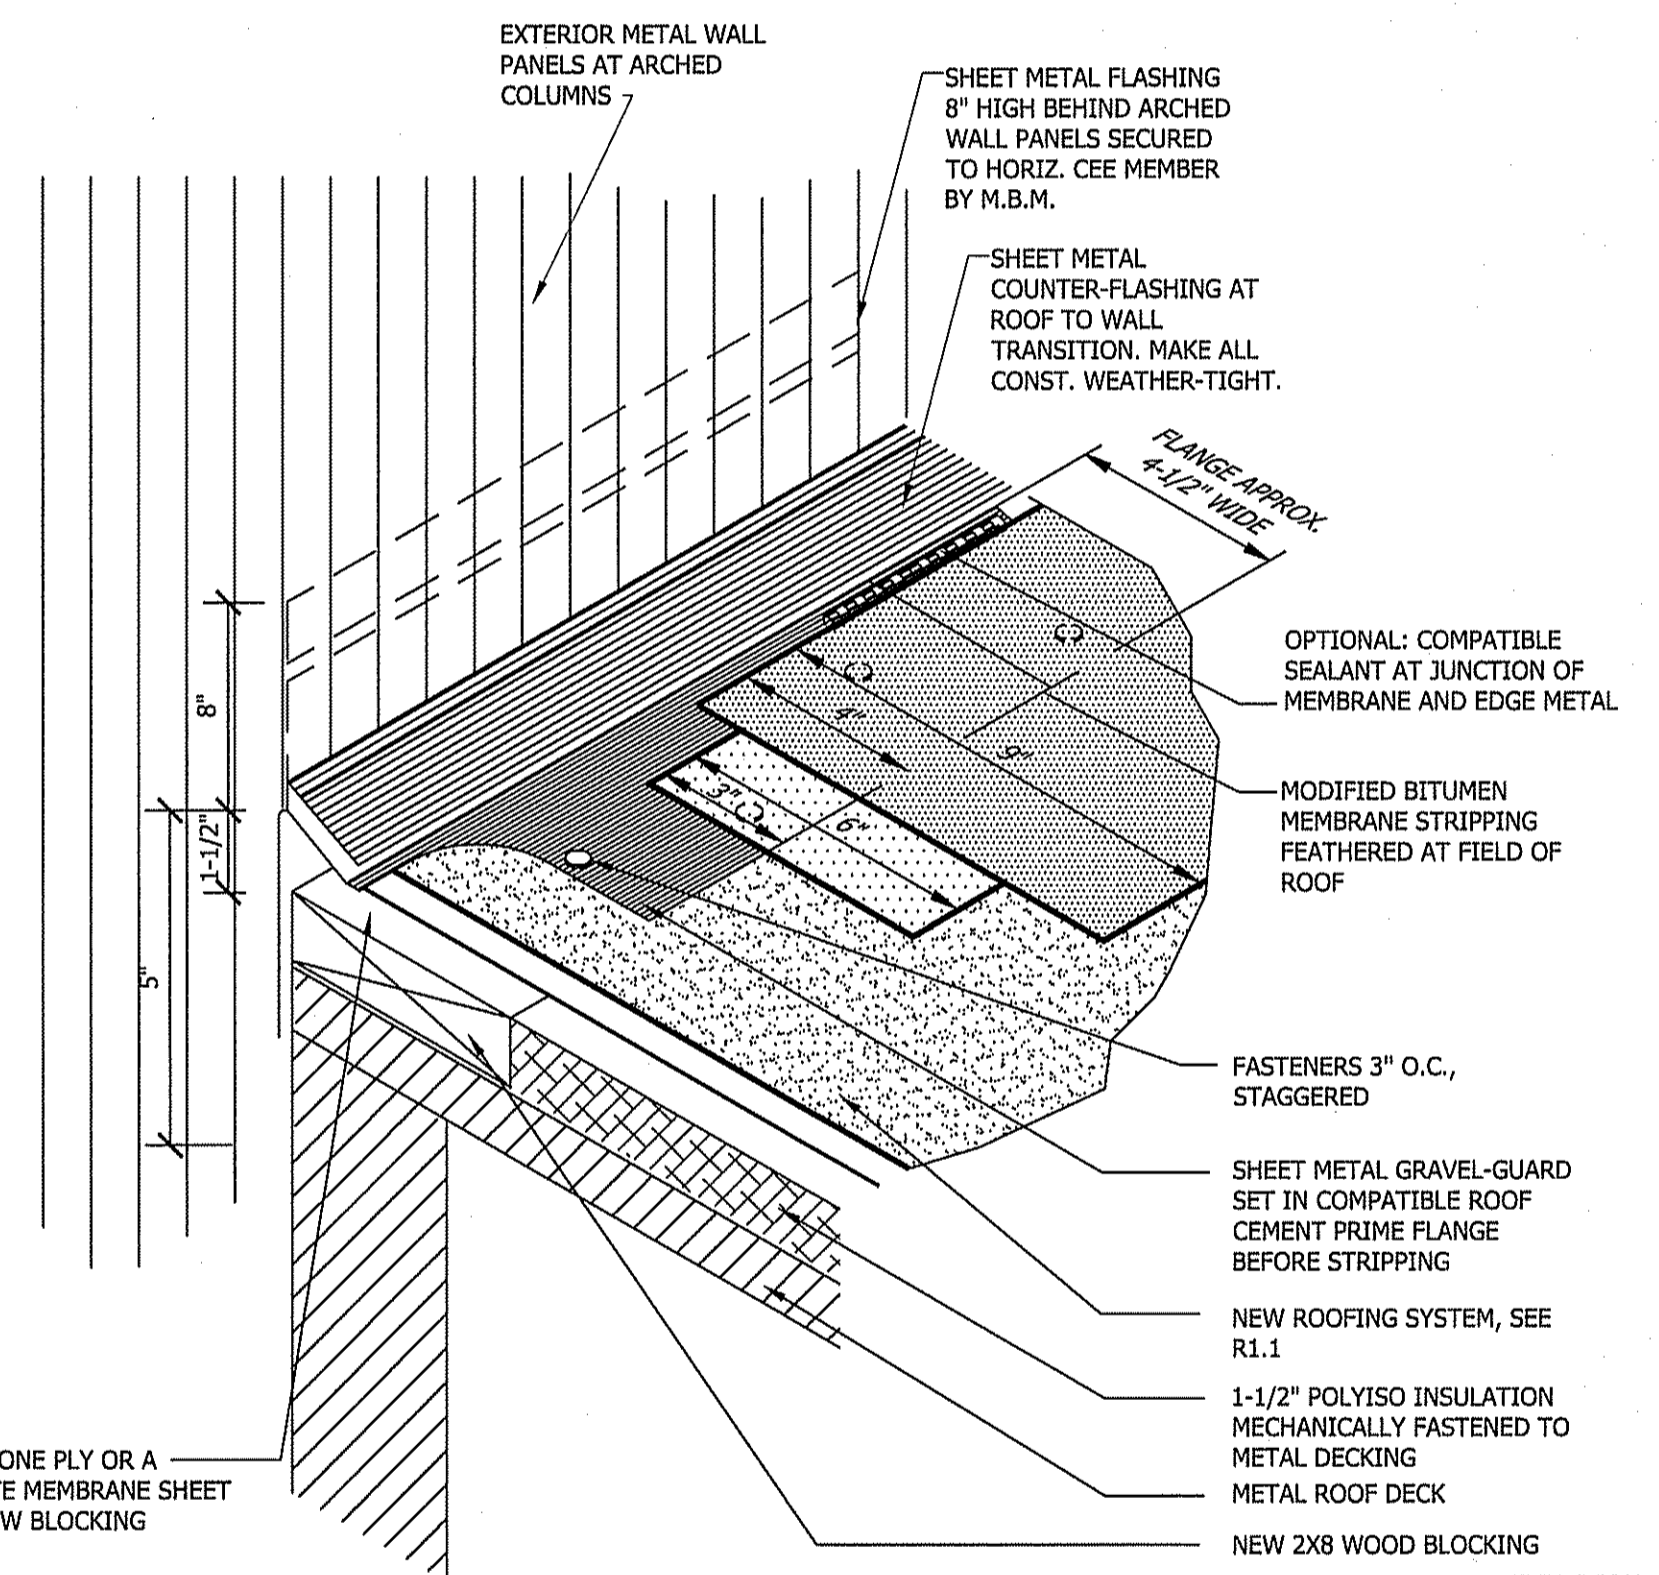 EXTERIOR METAL WALL
PANELS AT ARCHED
COLUMNS
SHEET METAL FLASHING
8" HIGH BEHIND ARCHED
WALL PANELS SECURED
TO HORIZ. CEE MEMBER
BY M.B.M.
SHEET METAL
COUNTER-FLASHING AT
ROOF TO WALL
TRANSITION. MAKE ALL
CONST. WEATHER-TIGHT.
FLANGE APPROX.
4-1/2" WIDE
OPTIONAL: COMPATIBLE
SEALANT AT JUNCTION OF
MEMBRANE AND EDGE METAL
MODIFIED BITUMEN
MEMBRANE STRIPPING
FEATHERED AT FIELD OF
ROOF
8"
1-1/2"
5"
4"
9"
3"
6"
FASTENERS 3" O.C.,
STAGGERED
SHEET METAL GRAVEL-GUARD
SET IN COMPATIBLE ROOF
CEMENT PRIME FLANGE
BEFORE STRIPPING
NEW ROOFING SYSTEM, SEE
R1.1
1-1/2" POLYISO INSULATION
MECHANICALLY FASTENED TO
METAL DECKING
METAL ROOF DECK
NEW 2X8 WOOD BLOCKING
ONE PLY OR A
MEMBRANE SHEET
BLOCKING